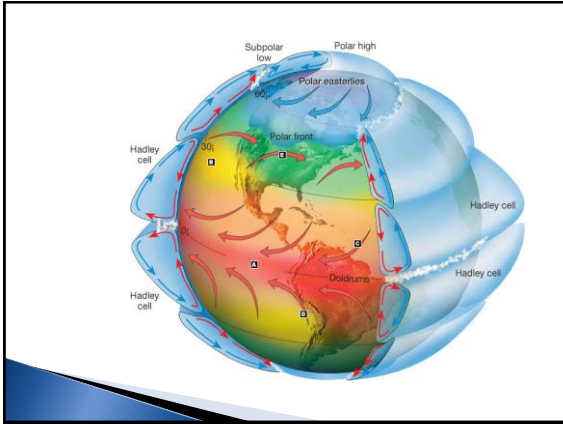 Subpolar
low
Polar high
Polar easterlies
60¡
Polar front
30¡
Hadley
cell
B
E
Hadley cell
0¡
C
A
Doldrums
Hadley cell
Hadley
cell
D